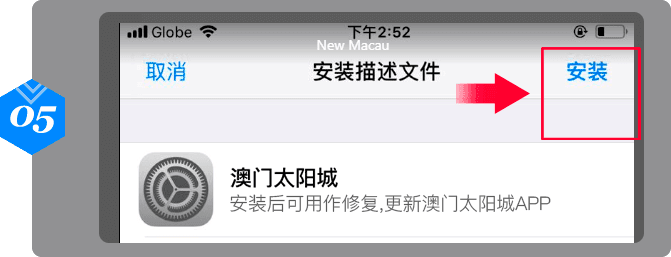 Globe 下午2:52
New Macau
取消 安装描述文件 安装
05
澳门太阳城
安装后可用作修复,更新澳门太阳城APP